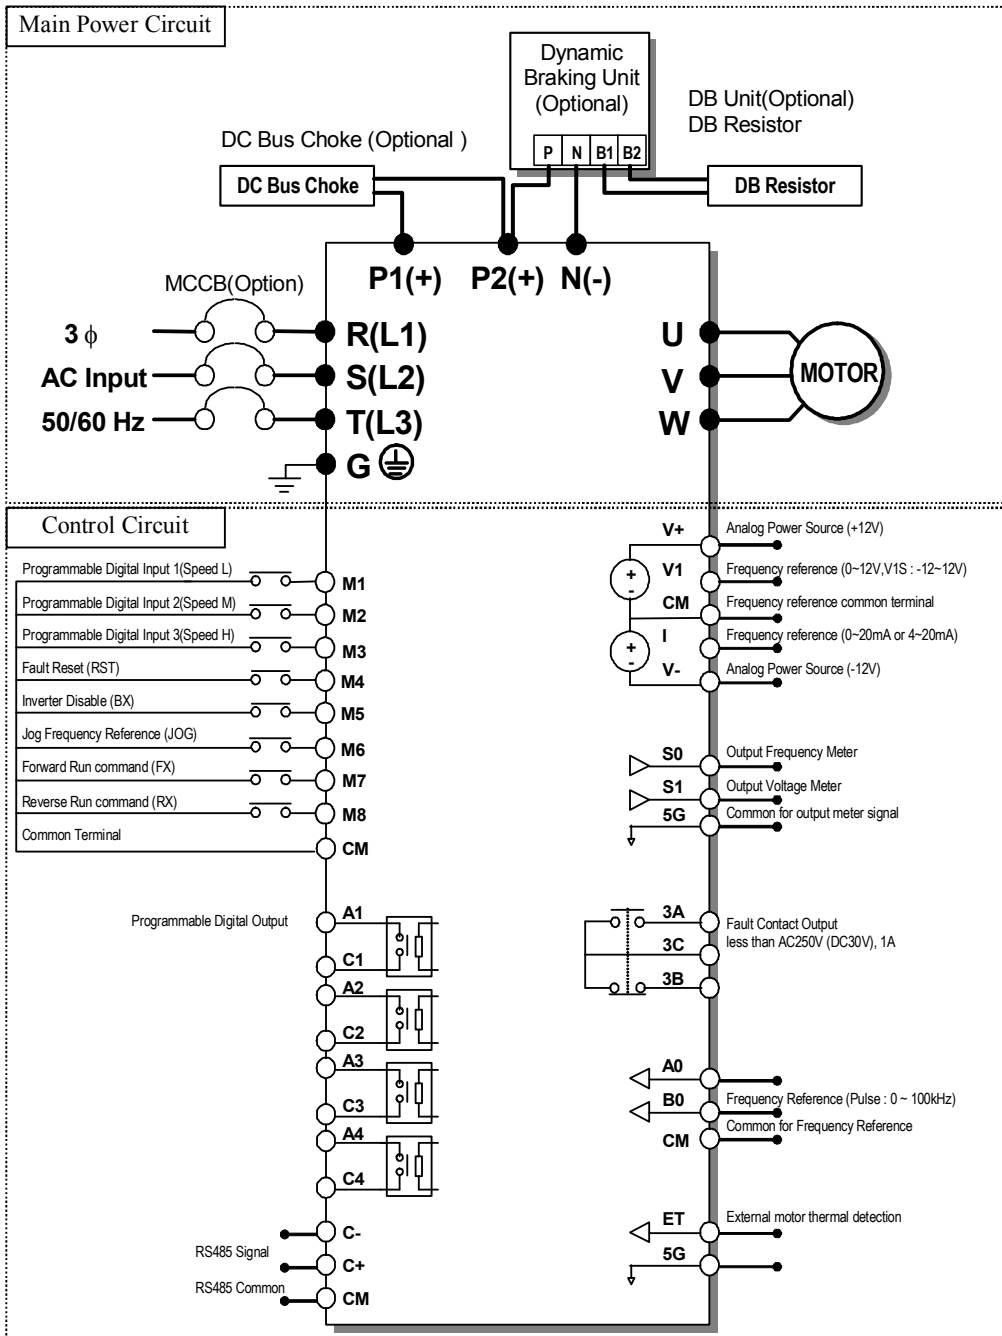 Main Power Circuit
Dynamic
Braking Unit
(Optional)
P N B1 B2
DB Unit(Optional)
DB Resistor
DC Bus Choke (Optional )
DC Bus Choke
DB Resistor
P1(+) P2(+) N(-)
MCCB(Option)
3 ϕ
AC Input
50/60 Hz
R(L1)
S(L2)
T(L3)
G
U
V
W
MOTOR
Control Circuit
Programmable Digital Input 1(Speed L)
M1
Programmable Digital Input 2(Speed M)
M2
Programmable Digital Input 3(Speed H)
M3
Fault Reset (RST)
M4
Inverter Disable (BX)
M5
Jog Frequency Reference (JOG)
M6
Forward Run command (FX)
M7
Reverse Run command (RX)
M8
Common Terminal
CM
Programmable Digital Output
A1
C1
A2
C2
A3
C3
A4
C4
C-
RS485 Signal
C+
RS485 Common
CM
V+ Analog Power Source (+12V)
+
-
V1 Frequency reference (0~12V,V1S : -12~12V)
CM Frequency reference common terminal
+
-
I Frequency reference (0~20mA or 4~20mA)
V- Analog Power Source (-12V)
S0 Output Frequency Meter
S1 Output Voltage Meter
5G Common for output meter signal
3A
Fault Contact Output
less than AC250V (DC30V), 1A
3C
3B
A0
B0 Frequency Reference (Pulse : 0 ~ 100kHz)
CM Common for Frequency Reference
ET External motor thermal detection
5G